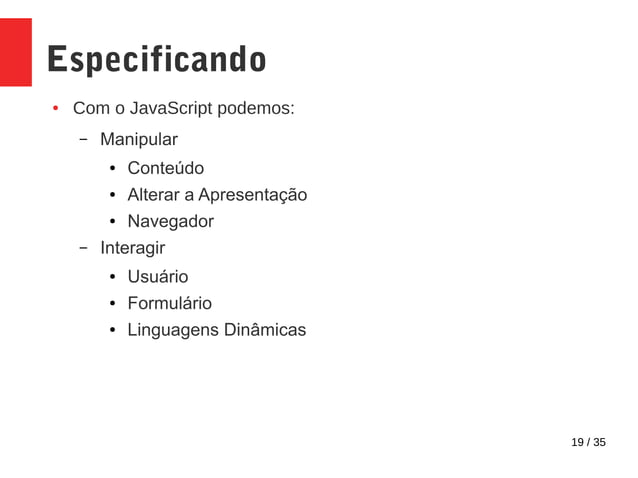 Especificando
• Com o JavaScript podemos:
– Manipular
• Conteúdo
• Alterar a Apresentação
• Navegador
– Interagir
• Usuário
• Formulário
• Linguagens Dinâmicas
19 / 35